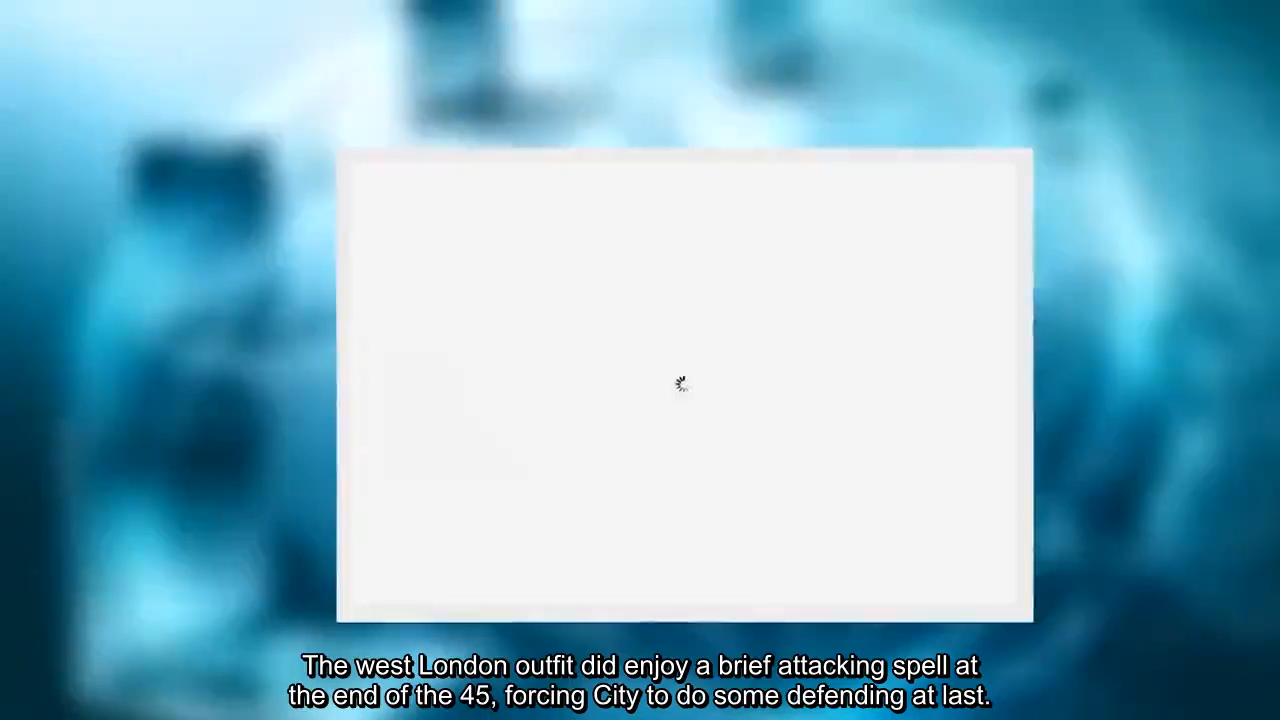 The west London outfit did enjoy a brief attacking spell at
the end of the 45, forcing City to do some defending at last.